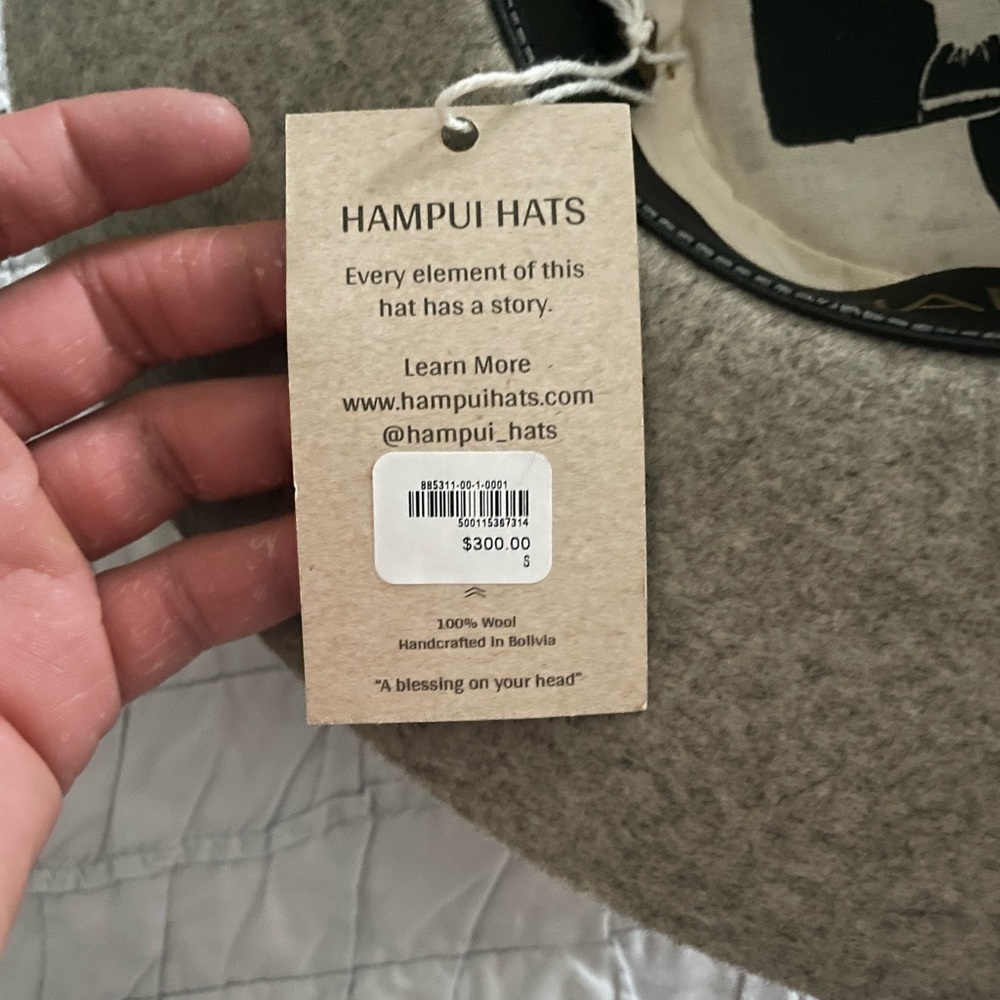 HAMPUI HATS
Every element of this
hat has a story.
Learn More
www.hampuihats.com
@hampui_hats
885311-00-1-0001
500115367314
$300.00
S
100% Wool
Handcrafted In Bolivia
"A blessing on your head"